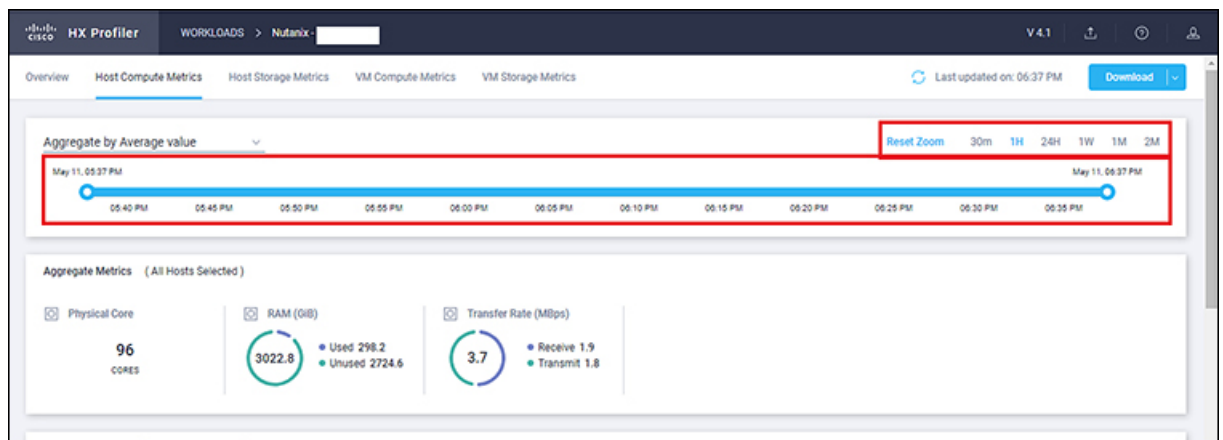 cisco HX Profiler WORKLOADS > Nutanix - V 4.1
Overview Host Compute Metrics Host Storage Metrics VM Compute Metrics VM Storage Metrics Last updated on: 06:37 PM Download
Aggregate by Average value Reset Zoom 30m 1H 24H 1W 1M 2M
May 11, 05:37 PM May 11, 06:37 PM
05:40 PM 05:45 PM 05:50 PM 05:55 PM 06:00 PM 06:05 PM 06:10 PM 06:15 PM 06:20 PM 06:25 PM 06:30 PM 06:35 PM
Aggregate Metrics ( All Hosts Selected )
Physical Core RAM (GiB) Transfer Rate (MBps)
96 3022.8 Used 298.2 3.7 Receive 1.9
CORES Unused 2724.6 Transmit 1.8